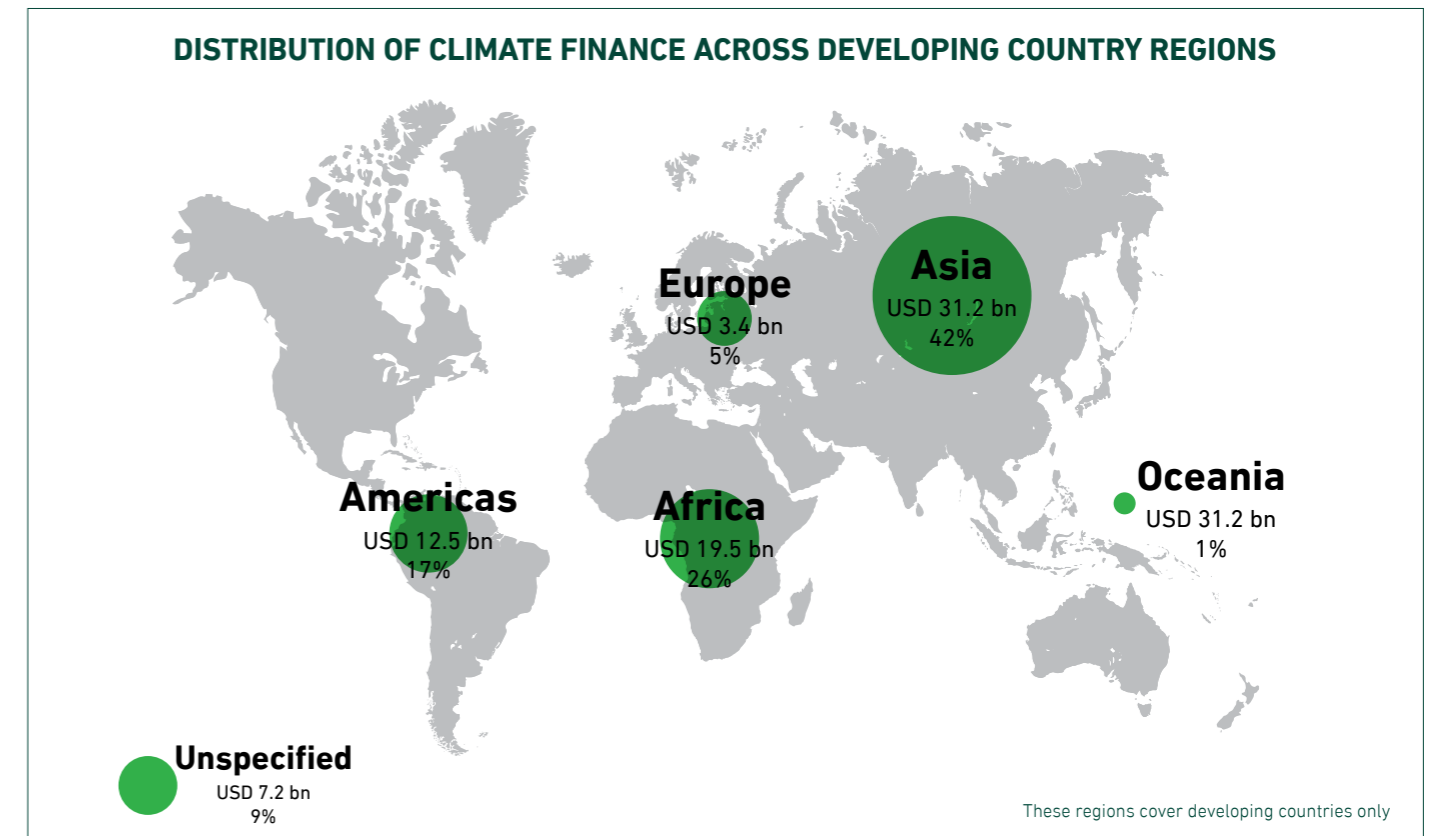 DISTRIBUTION OF CLIMATE FINANCE ACROSS DEVELOPING COUNTRY REGIONS
Asia
USD 31.2 bn
42%
Europe
USD 3.4 bn
5%
Oceania
USD 31.2 bn
1%
Americas
USD 12.5 bn
17%
Africa
USD 19.5 bn
26%
Unspecified
USD 7.2 bn
9%
These regions cover developing countries only